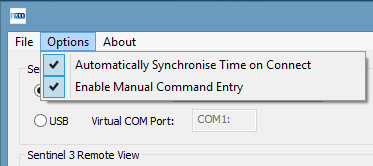 File Options About
Automatically Synchronise Time on Connect
Enable Manual Command Entry
USB Virtual COM Port: COM1:
Sentinel 3 Remote View